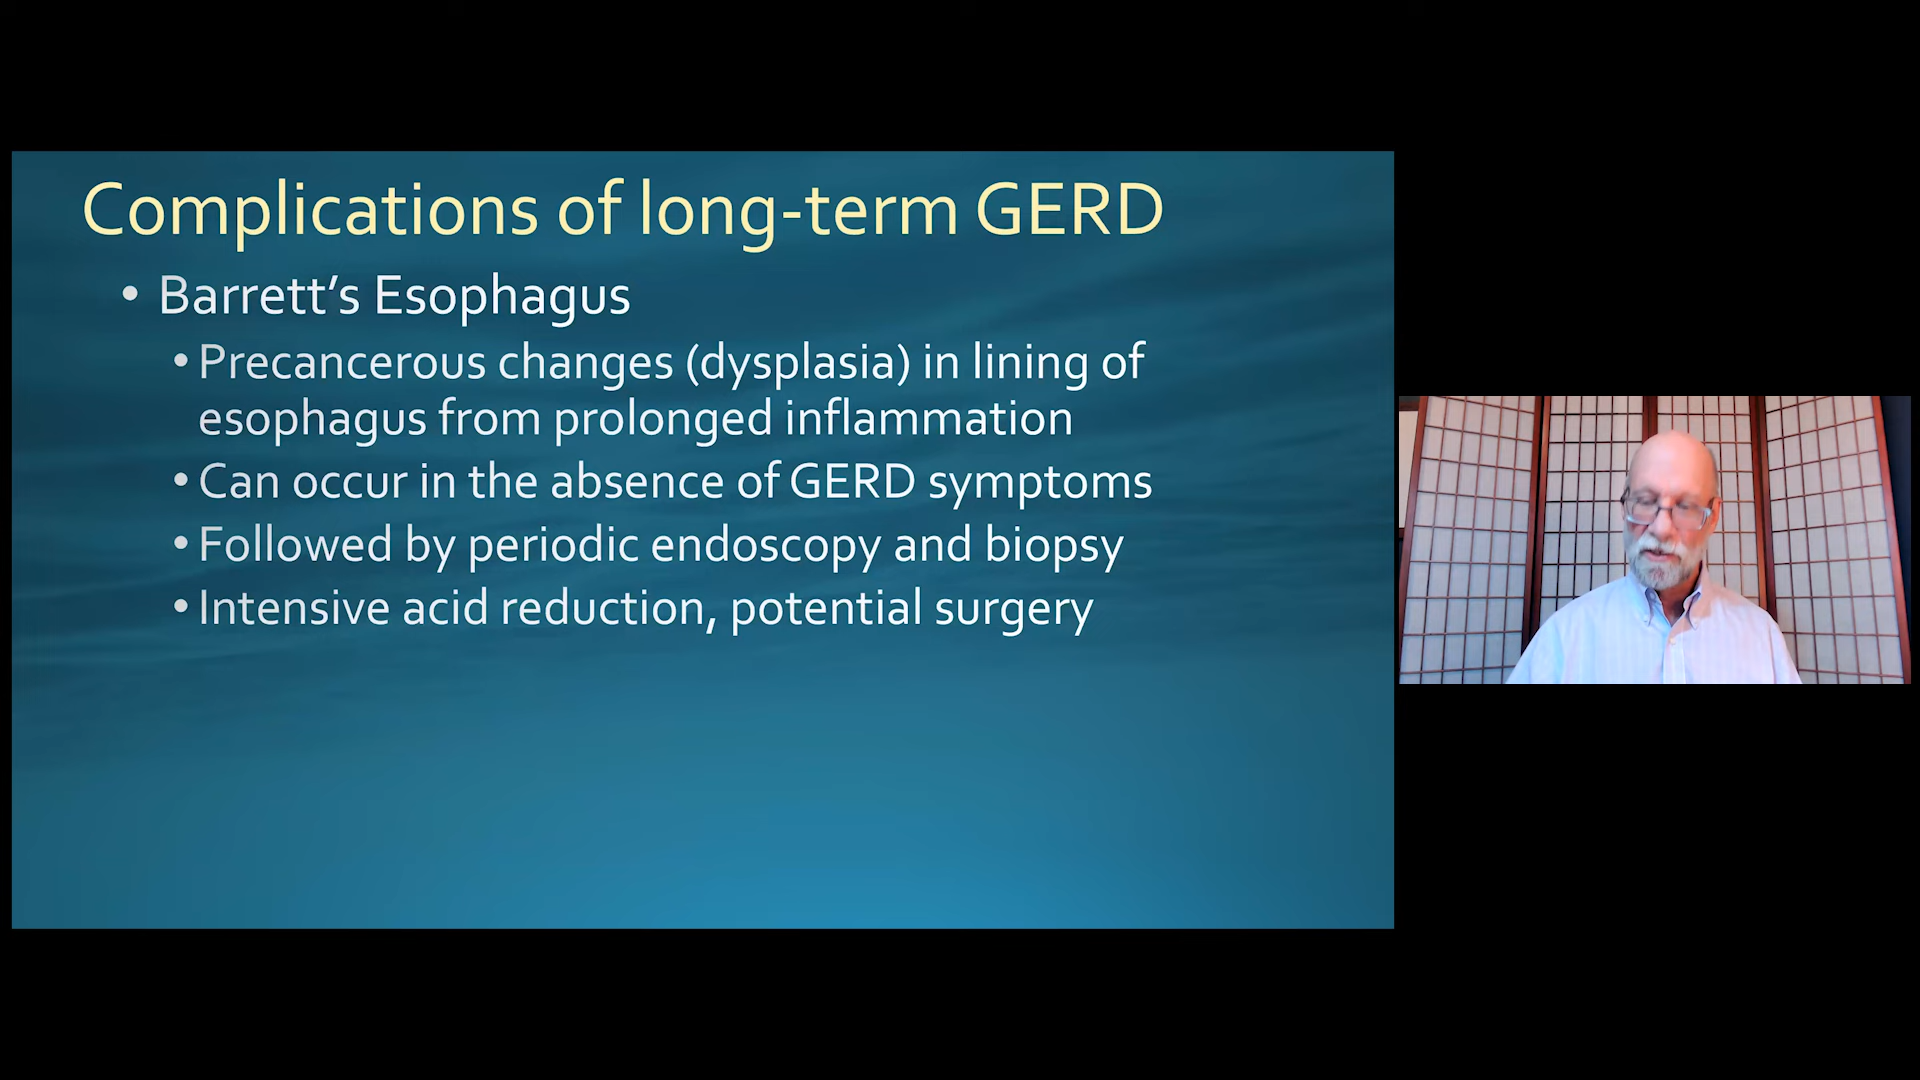 Complications of long-term GERD
• Barrett’s Esophagus
• Precancerous changes (dysplasia) in lining of
esophagus from prolonged inflammation
• Can occur in the absence of GERD symptoms
• Followed by periodic endoscopy and biopsy
• Intensive acid reduction, potential surgery